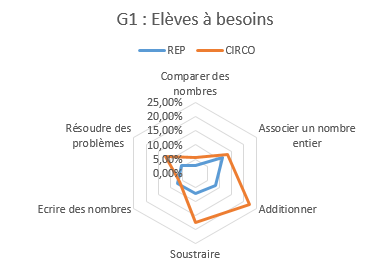 G1 : Elèves à besoins
REP CIRCO
Comparer des
nombres
25,00%
20,00%
15,00%
10,00%
5,00%
0,00%
Résoudre des
problèmes
Associer un nombre
entier
Ecrire des nombres
Additionner
Soustraire